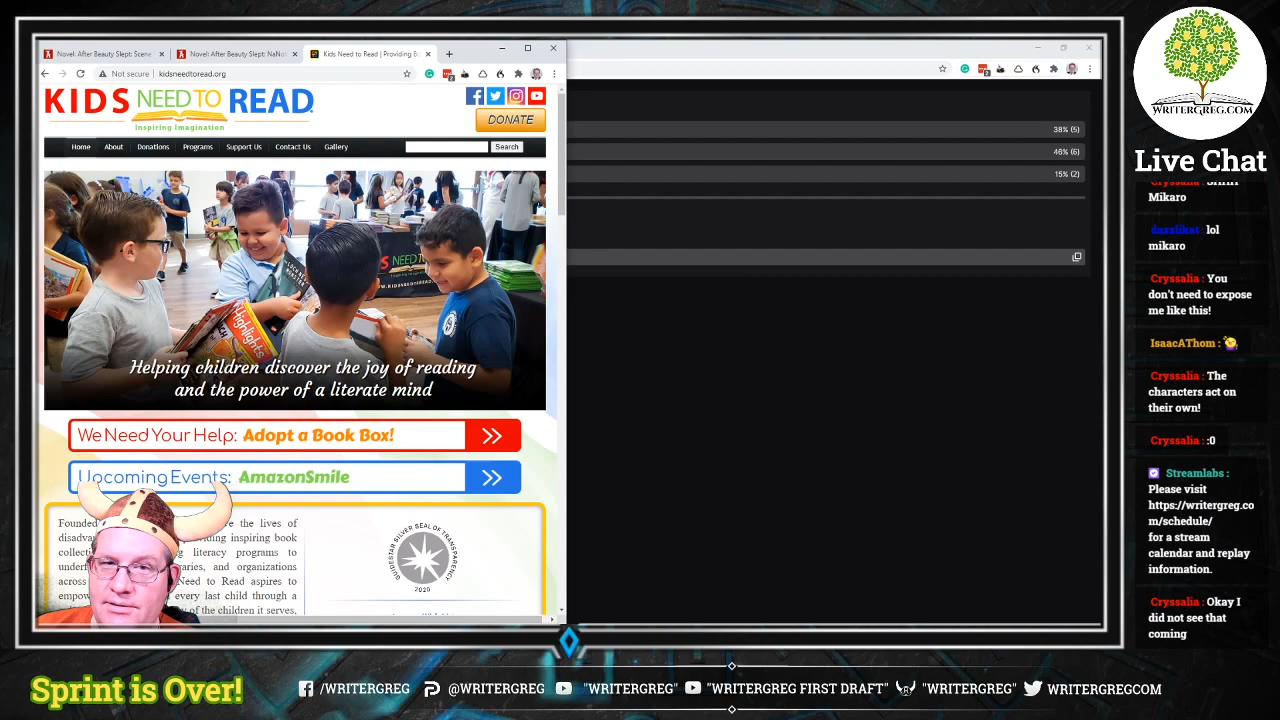 Novel: After Beauty Slept: Scene
Novel: After Beauty Slept: NaNo
Kids Need to Read | Providing B
Not secure | kidsneedtoread.org
KIDS NEED TO READ
Inspiring Imagination
DONATE
Home About Donations Programs Support Us Contact Us Gallery Search
Highlights
Helping children discover the joy of reading
and the power of a literate mind
We Need Your Help: Adopt a Book Box!
Upcoming Events: AmazonSmile
Founded ve the lives of
disadva viding inspiring book
collecti g literacy programs to
underf aries, and organizations
across Need to Read aspires to
empow every last child through a
y of the children it serves,
GUIDESTAR SILVER SEAL OF TRANSPARENCY
2020
38% (5)
46% (6)
15% (2)
WRITERGREG.COM
Live Chat
Cryssalia : Shhh
Mikaro
dazzlikat : lol
mikaro
Cryssalia : You
don't need to expose
me like this!
IsaacAThom :
Cryssalia : The
characters act on
their own!
Cryssalia : :0
Streamlabs :
Please visit
https://writergreg.co
m/schedule/
for a stream
calendar and replay
information.
Cryssalia : Okay I
did not see that
coming
Sprint is Over!
/WRITERGREG @WRITERGREG "WRITERGREG" "WRITERGREG FIRST DRAFT" "WRITERGREG" WRITERGREGCOM